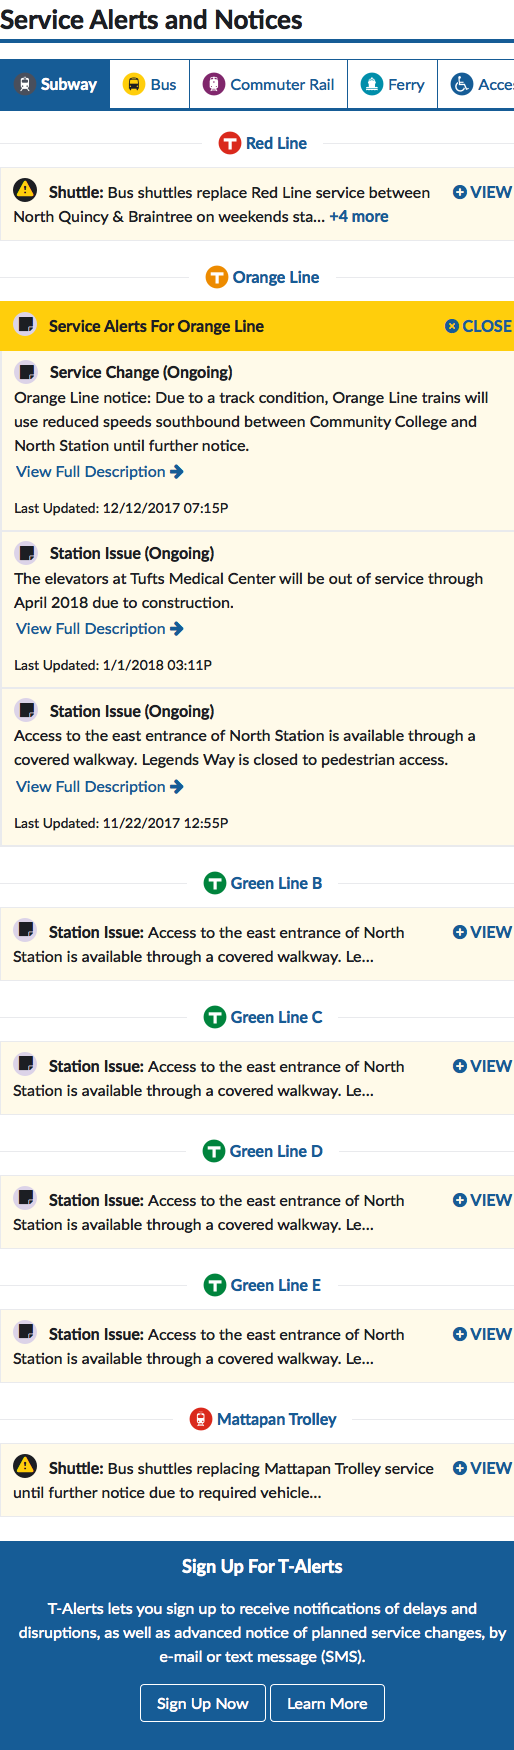 Service Alerts and Notices
Subway Bus Commuter Rail Ferry
T Red Line
Shuttle: Bus shuttles replace Red Line service between VIEW
North Quincy & Braintree on weekends sta... +4 more
T Orange Line
Service Alerts For Orange Line CLOSE
Service Change (Ongoing)
Orange Line notice: Due to a track condition, Orange Line trains will
use reduced speeds southbound between Community College and
North Station until further notice.
View Full Description
Last Updated: 12/12/2017 07:15P
Station Issue (Ongoing)
The elevators at Tufts Medical Center will be out of service through
April 2018 due to construction.
View Full Description
Last Updated: 1/1/2018 03:11P
Station Issue (Ongoing)
Access to the east entrance of North Station is available through a
covered walkway. Legends Way is closed to pedestrian access.
View Full Description
Last Updated: 11/22/2017 12:55P
T Green Line B
Station Issue: Access to the east entrance of North VIEW
Station is available through a covered walkway. Le...
T Green Line C
Station Issue: Access to the east entrance of North VIEW
Station is available through a covered walkway. Le...
T Green Line D
Station Issue: Access to the east entrance of North VIEW
Station is available through a covered walkway. Le...
T Green Line E
Station Issue: Access to the east entrance of North VIEW
Station is available through a covered walkway. Le...
Mattapan Trolley
Shuttle: Bus shuttles replacing Mattapan Trolley service VIEW
until further notice due to required vehicle...
Sign Up For T-Alerts
T-Alerts lets you sign up to receive notifications of delays and
disruptions, as well as advanced notice of planned service changes, by
e-mail or text message (SMS).
Sign Up Now Learn More